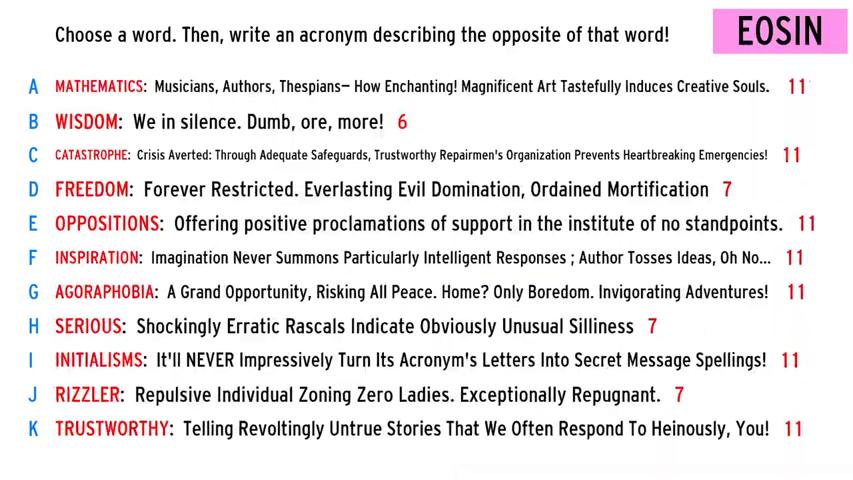 Choose a word. Then, write an acronym describing the opposite of that word!
EOSIN
A MATHEMATICS: Musicians, Authors, Thespians— How Enchanting! Magnificent Art Tastefully Induces Creative Souls. 11
B WISDOM: We in silence. Dumb, ore, more! 6
C CATASTROPHE: Crisis Averted: Through Adequate Safeguards, Trustworthy Repairmen's Organization Prevents Heartbreaking Emergencies! 11
D FREEDOM: Forever Restricted. Everlasting Evil Domination, Ordained Mortification 7
E OPPOSITIONS: Offering positive proclamations of support in the institute of no standpoints. 11
F INSPIRATION: Imagination Never Summons Particularly Intelligent Responses ; Author Tosses Ideas, Oh No... 11
G AGORAPHOBIA: A Grand Opportunity, Risking All Peace. Home? Only Boredom. Invigorating Adventures! 11
H SERIOUS: Shockingly Erratic Rascals Indicate Obviously Unusual Silliness 7
I INITIALISMS: It'll NEVER Impressively Turn Its Acronym's Letters Into Secret Message Spellings! 11
J RIZZLER: Repulsive Individual Zoning Zero Ladies. Exceptionally Repugnant. 7
K TRUSTWORTHY: Telling Revoltingly Untrue Stories That We Often Respond To Heinously, You! 11